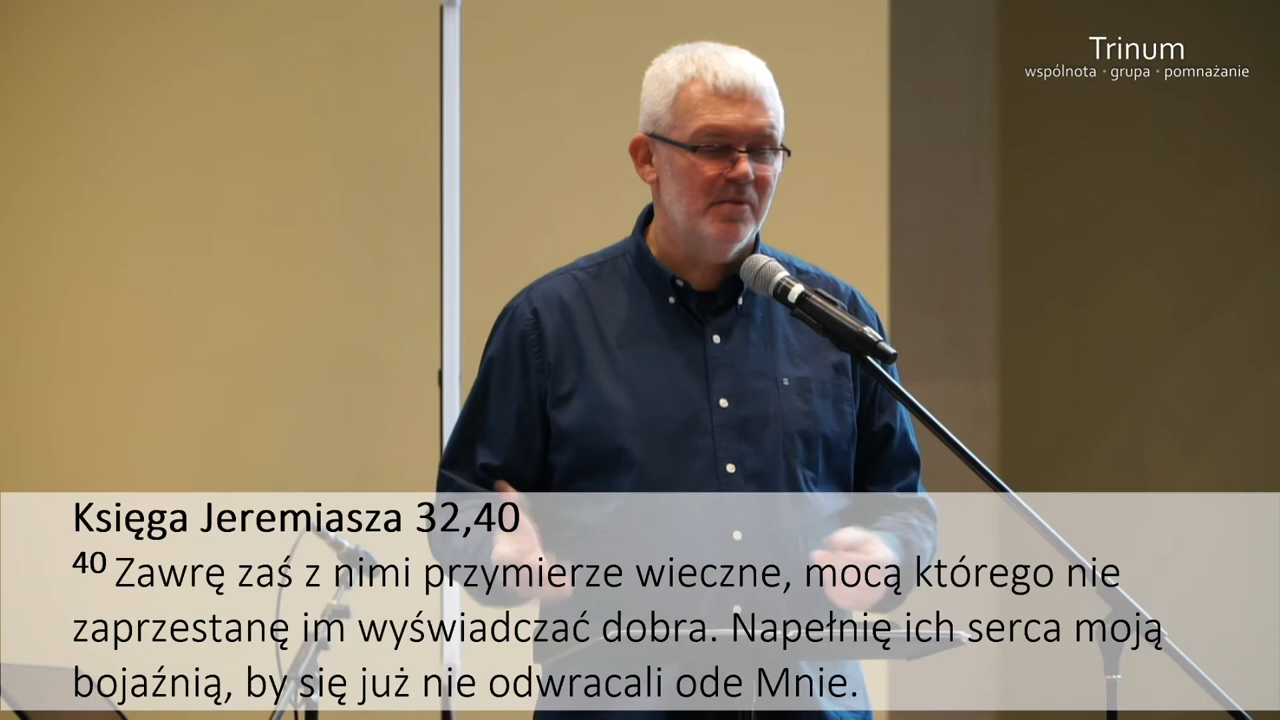 Trinum
wspólnota · grupa · pomnażanie
Księga Jeremiasza 32,40
40 Zawrę zaś z nimi przymierze wieczne, mocą którego nie
zaprzestanę im wyświadczać dobra. Napełnię ich serca moją
bojaźnią, by się już nie odwracali ode Mnie.